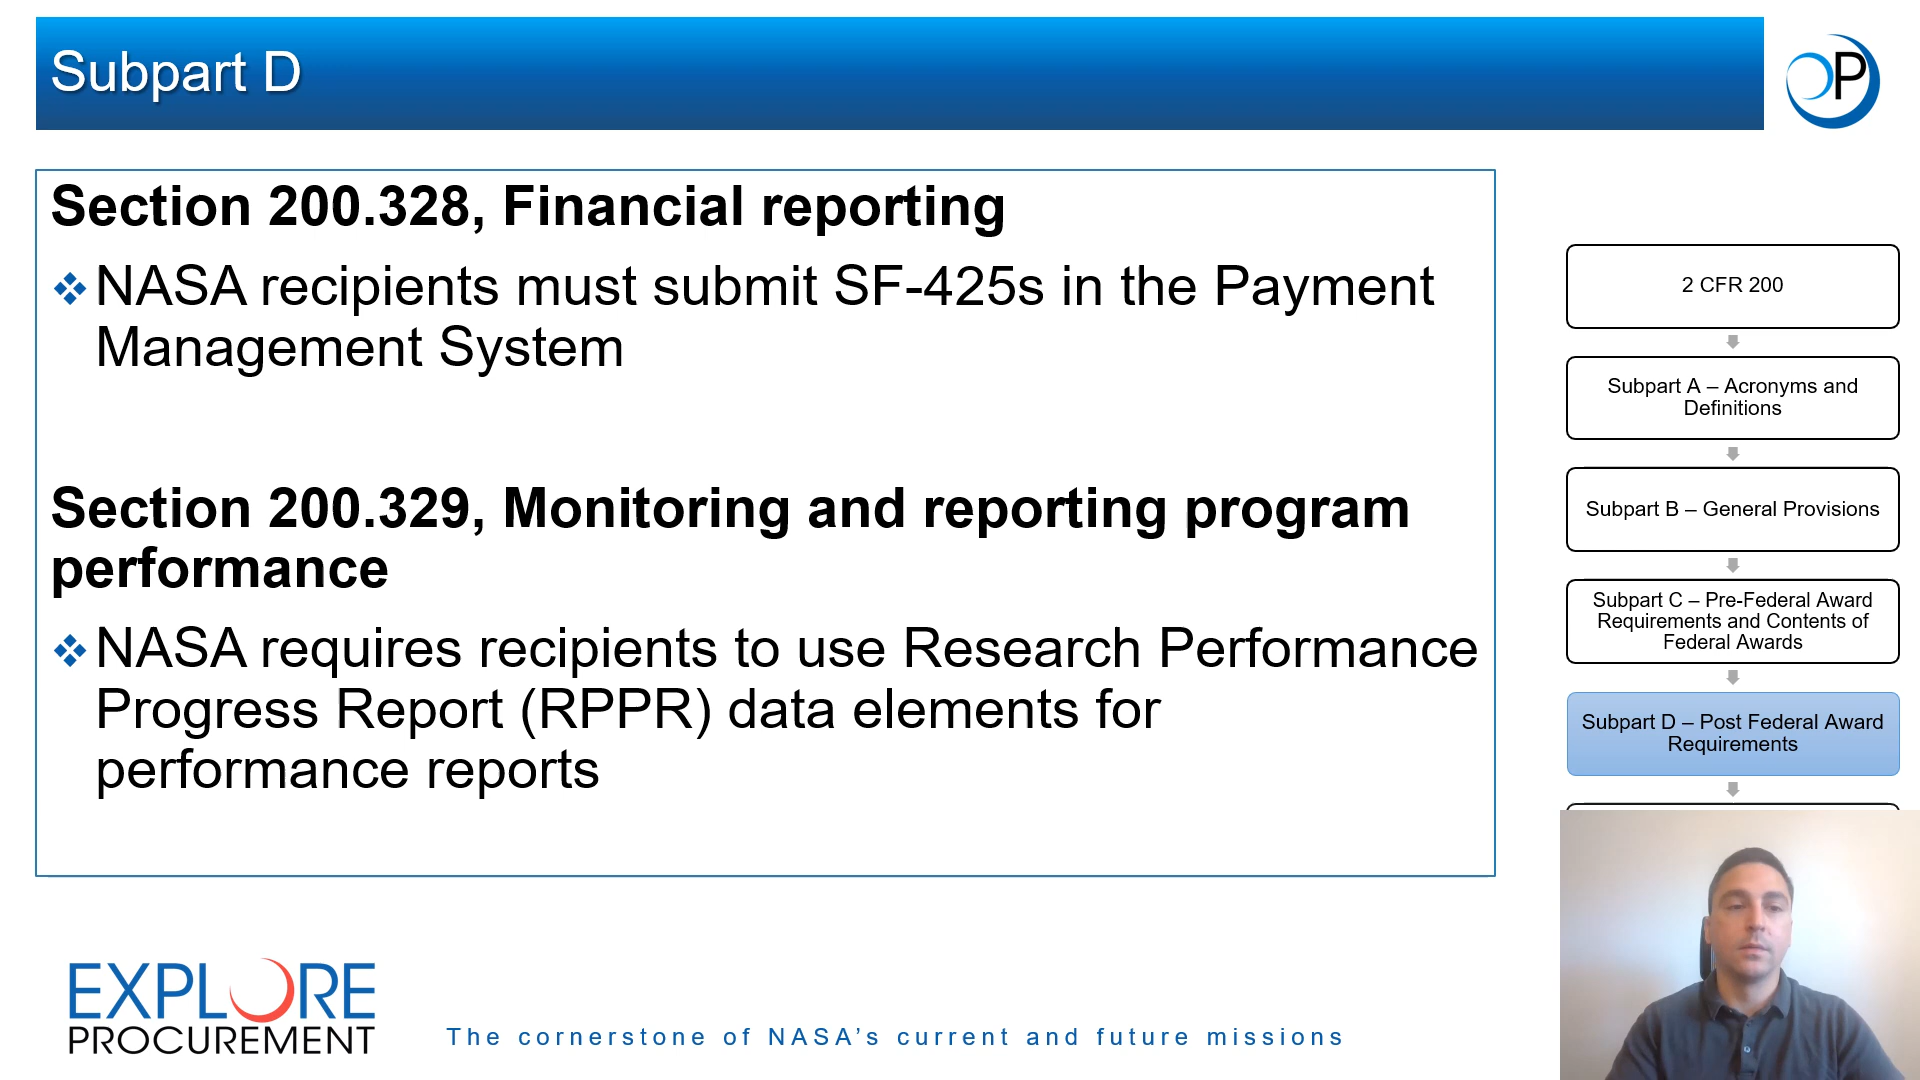 Subpart D
OP
Section 200.328, Financial reporting
NASA recipients must submit SF-425s in the Payment
Management System
Section 200.329, Monitoring and reporting program
performance
NASA requires recipients to use Research Performance
Progress Report (RPPR) data elements for
performance reports
2 CFR 200
Subpart A – Acronyms and
Definitions
Subpart B – General Provisions
Subpart C – Pre-Federal Award
Requirements and Contents of
Federal Awards
Subpart D – Post Federal Award
Requirements
EXPLORE
PROCUREMENT
The cornerstone of NASA’s current and future missions